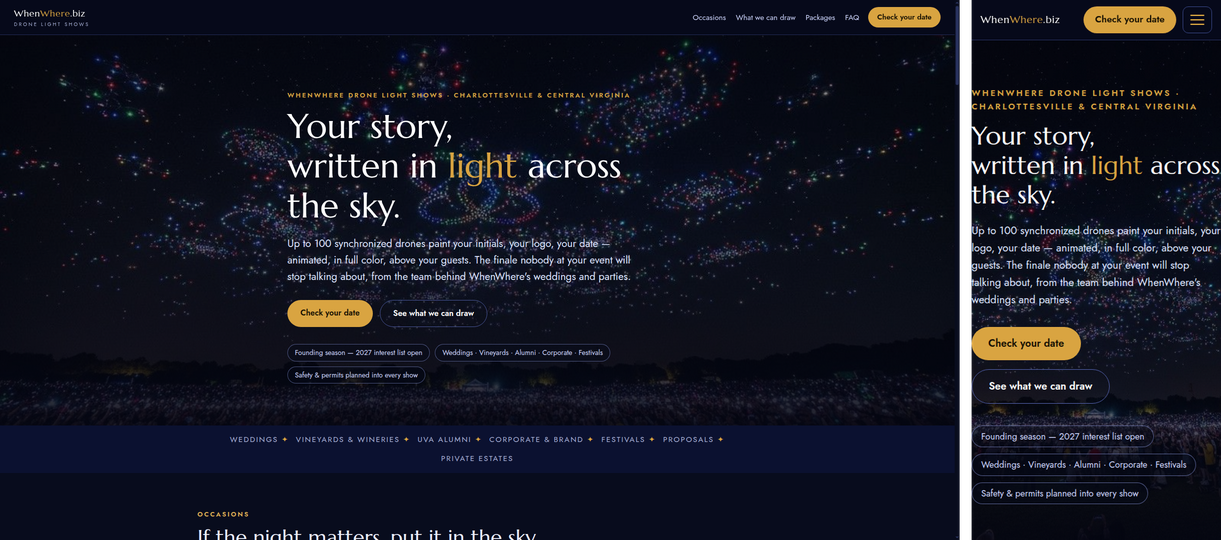 WhenWhere.biz
DRONE LIGHT SHOWS
Occasions What we can draw Packages FAQ Check your date
WHENWHERE DRONE LIGHT SHOWS · CHARLOTTESVILLE & CENTRAL VIRGINIA
Your story,
written in light across
the sky.
Up to 100 synchronized drones paint your initials, your logo, your date —
animated, in full color, above your guests. The finale nobody at your event will
stop talking about, from the team behind WhenWhere's weddings and parties.
Check your date See what we can draw
Founding season — 2027 interest list open Weddings · Vineyards · Alumni · Corporate · Festivals
Safety & permits planned into every show
WEDDINGS ✦ VINEYARDS & WINERIES ✦ UVA ALUMNI ✦ CORPORATE & BRAND ✦ FESTIVALS ✦ PROPOSALS ✦
PRIVATE ESTATES
OCCASIONS
If the night matters, put it in the sky.
WhenWhere.biz Check your date
WHENWHERE DRONE LIGHT SHOWS ·
CHARLOTTESVILLE & CENTRAL VIRGINIA
Your story,
written in light across
the sky.
Up to 100 synchronized drones paint your initials, your
logo, your date — animated, in full color, above your
guests. The finale nobody at your event will stop
talking about, from the team behind WhenWhere's
weddings and parties.
Check your date
See what we can draw
Founding season — 2027 interest list open
Weddings · Vineyards · Alumni · Corporate · Festivals
Safety & permits planned into every show